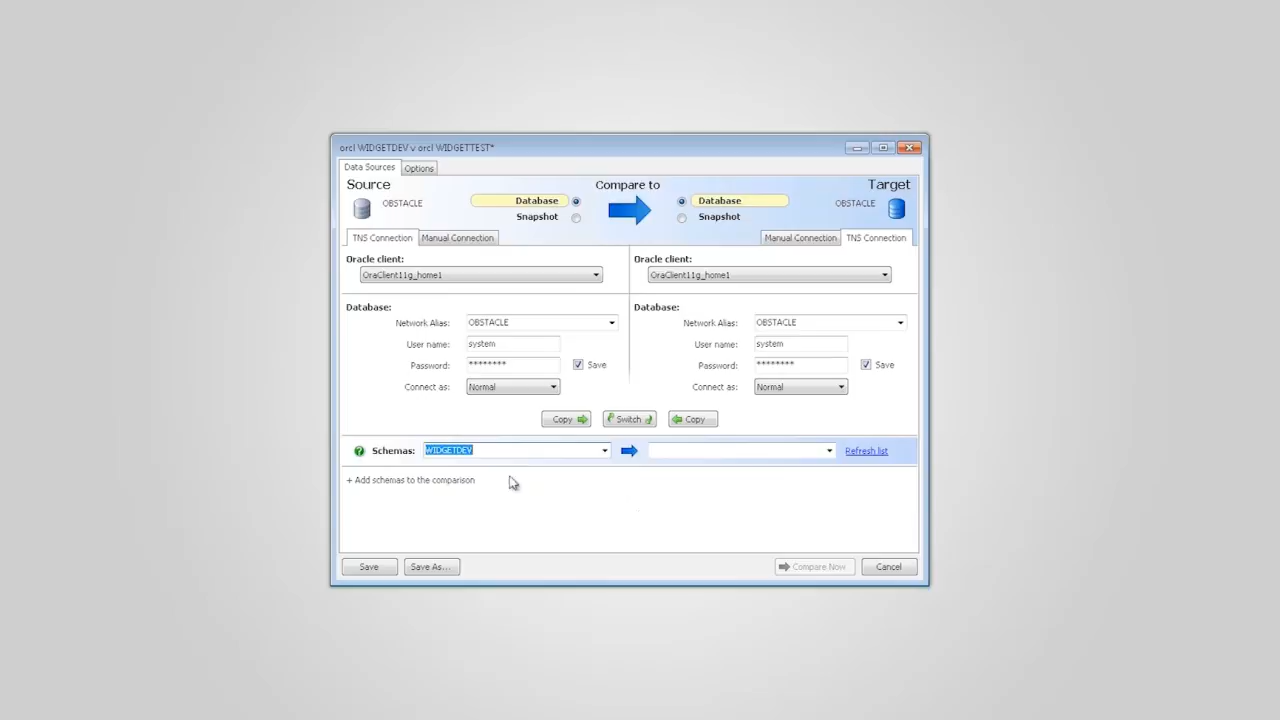 orcl WIDGETDEV v orcl WIDGETTEST*
Data Sources Options
Source Compare to Target
OBSTACLE Database Database OBSTACLE
Snapshot Snapshot
TNS Connection Manual Connection Manual Connection TNS Connection
Oracle client: Oracle client:
OraClient11g_home1 OraClient11g_home1
Database: Database:
Network Alias: OBSTACLE Network Alias: OBSTACLE
User name: system User name: system
Password: ******** Save Password: ******** Save
Connect as: Normal Connect as: Normal
Copy Switch Copy
? Schemas: WIDGETDEV Refresh list
+ Add schemas to the comparison
Save Save As... Compare Now Cancel